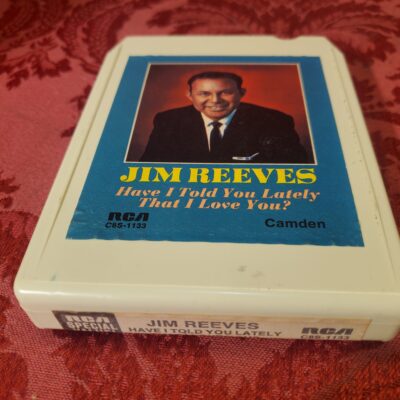 JIM REEVES
Have I Told You Lately
That I Love You?
RCA
C8S-1133
Camden
RCA
SPECIAL
JIM REEVES
HAVE I TOLD YOU LATELY
RCA
C8S-1133